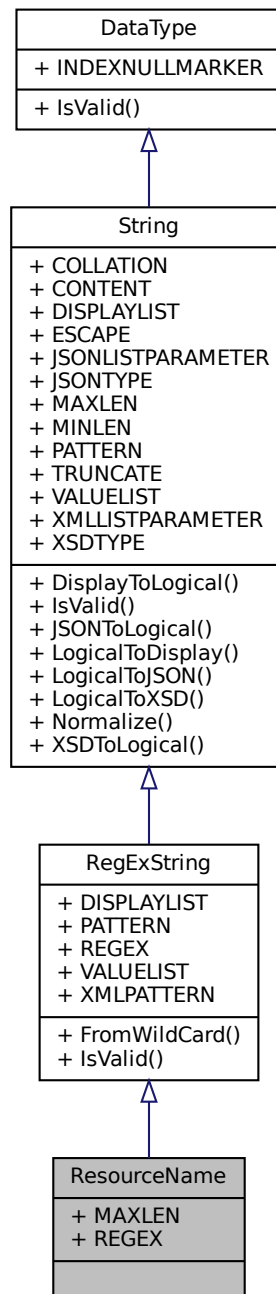 DataType
+ INDEXNULLMARKER
+ IsValid()
String
+ COLLATION
+ CONTENT
+ DISPLAYLIST
+ ESCAPE
+ JSONLISTPARAMETER
+ JSONTYPE
+ MAXLEN
+ MINLEN
+ PATTERN
+ TRUNCATE
+ VALUELIST
+ XMLLISTPARAMETER
+ XSDTYPE
+ DisplayToLogical()
+ IsValid()
+ JSONToLogical()
+ LogicalToDisplay()
+ LogicalToJSON()
+ LogicalToXSD()
+ Normalize()
+ XSDToLogical()
RegExString
+ DISPLAYLIST
+ PATTERN
+ REGEX
+ VALUELIST
+ XMLPATTERN
+ FromWildCard()
+ IsValid()
ResourceName
+ MAXLEN
+ REGEX